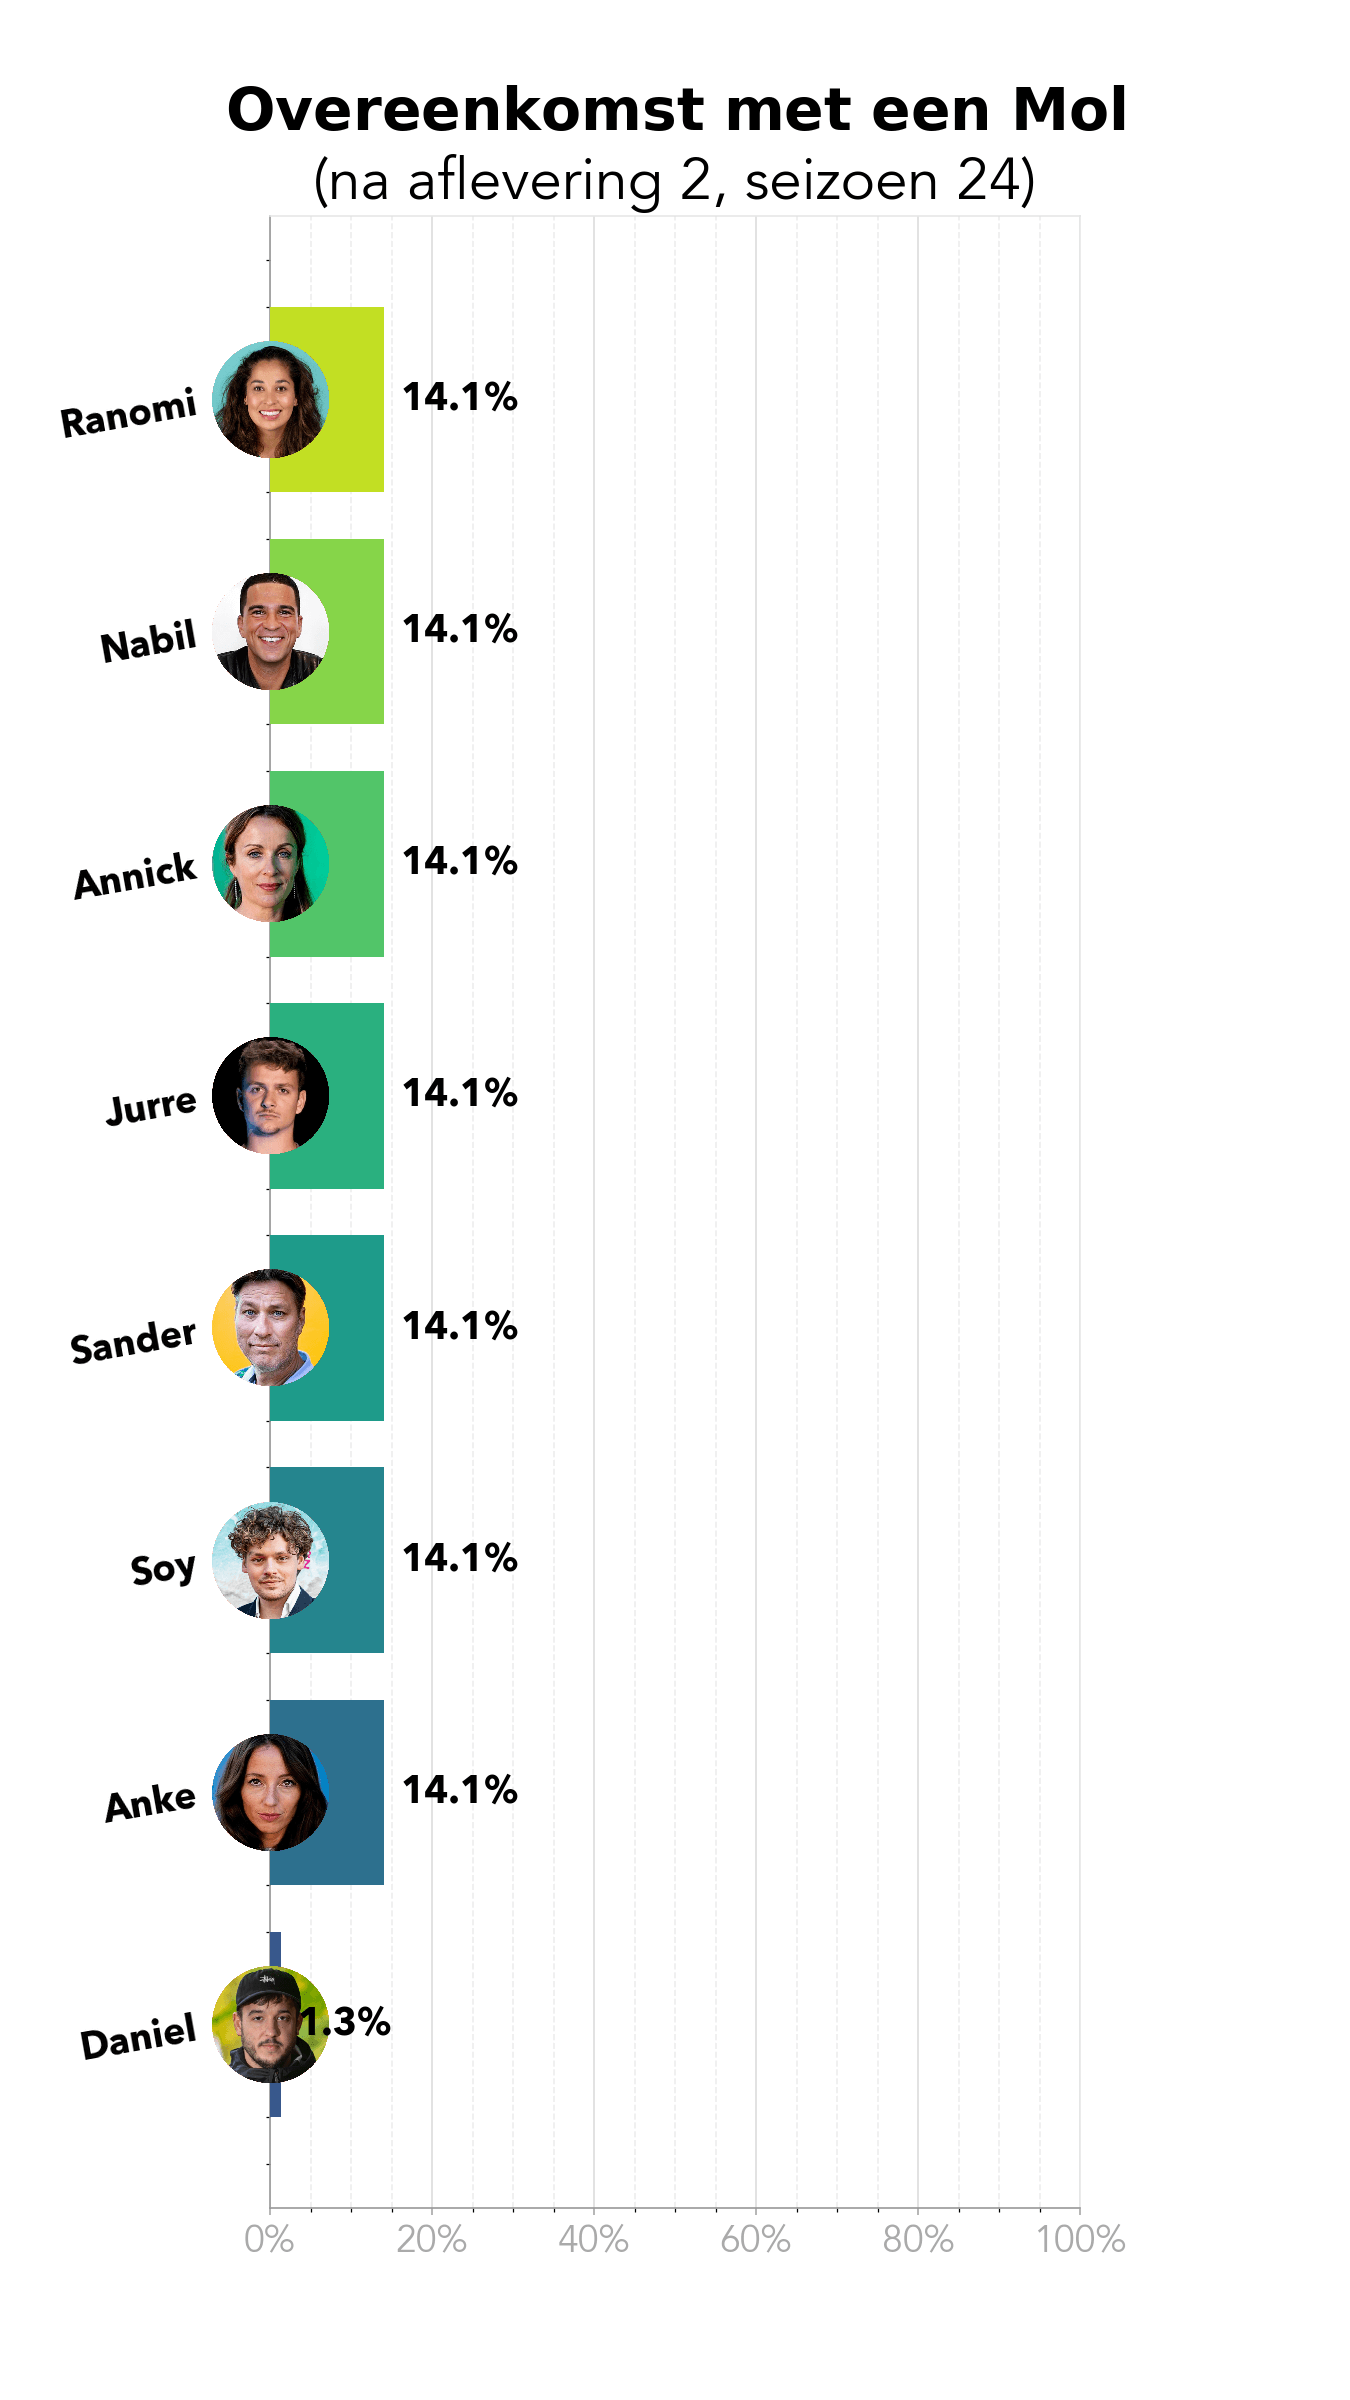 Overeenkomst met een Mol
(na aflevering 2, seizoen 24)
Ranomi
14.1%
Nabil
14.1%
Annick
14.1%
Jurre
14.1%
Sander
14.1%
Soy
14.1%
Anke
14.1%
Daniel
1.3%
0% 20% 40% 60% 80% 100%